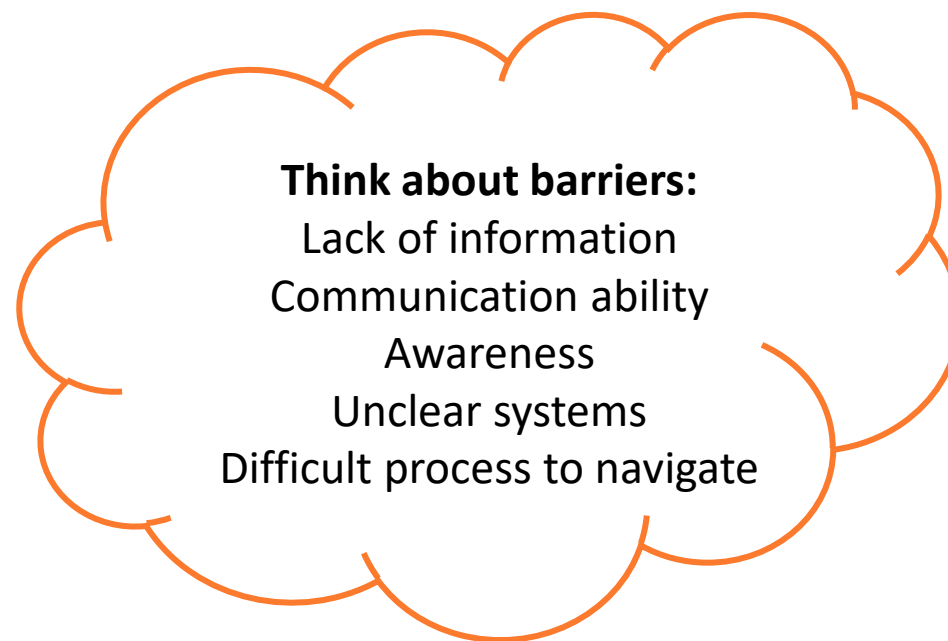 Think about barriers:
Lack of information
Communication ability
Awareness
Unclear systems
Difficult process to navigate